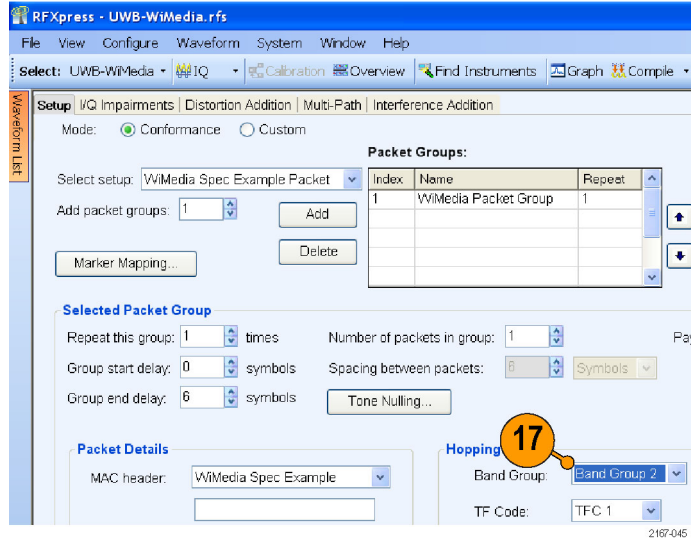 RFXpress - UWB-WiMedia.rfs
File View Configure Waveform System Window Help
Select: UWB-WiMedia IQ Calibration Overview Find Instruments Graph Compile
Waveform List
Setup I/Q Impairments Distortion Addition Multi-Path Interference Addition
Mode: Conformance Custom
Packet Groups:
Select setup: WiMedia Spec Example Packet
Index Name Repeat
1 WiMedia Packet Group 1
Add packet groups: 1 Add
Delete
Marker Mapping...
Selected Packet Group
Repeat this group: 1 times Number of packets in group: 1 Pa
Group start delay: 0 symbols Spacing between packets: 6 Symbols
Group end delay: 6 symbols Tone Nulling...
17
Packet Details Hopping
MAC header: WiMedia Spec Example Band Group: Band Group 2
TF Code: TFC 1
2167-045